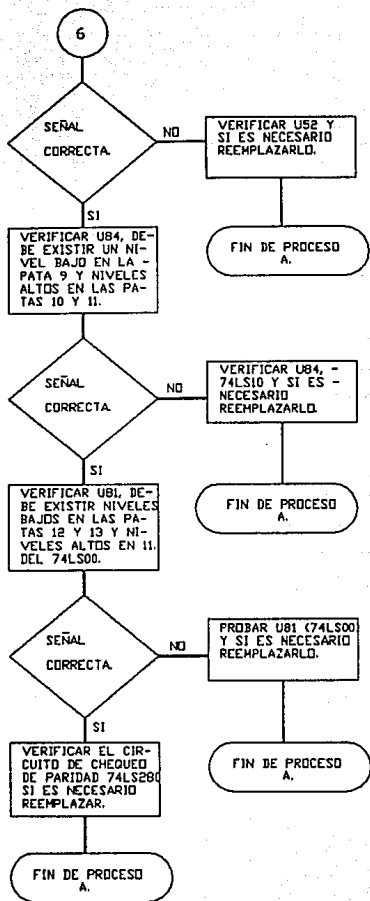 6
SEÑAL
CORRECTA.
NO
VERIFICAR U52 Y
SI ES NECESARIO
REEMPLAZARLO.
FIN DE PROCESO
A.
SI
VERIFICAR U84, DE-
BE EXISTIR UN NI-
VEL BAJO EN LA -
PATA 9 Y NIVELES
ALTOS EN LAS PA-
TAS 10 Y 11.
SEÑAL
CORRECTA.
NO
VERIFICAR U84, -
74LS10 Y SI ES -
NECESARIO
REEMPLAZARLO.
FIN DE PROCESO
A.
SI
VERIFICAR U81, DE-
BE EXISTIR NIVELES
BAJOS EN LAS PA-
TAS 12 Y 13 Y NI-
VELES ALTOS EN 11.
DEL 74LS00.
SEÑAL
CORRECTA.
NO
PROBAR U81 (74LS00)
Y SI ES NECESARIO
REEMPLAZARLO.
FIN DE PROCESO
A.
SI
VERIFICAR EL CIR-
CUITO DE CHEQUEO
DE PARIDAD 74LS280
SI ES NECESARIO
REEMPLAZAR.
FIN DE PROCESO
A.